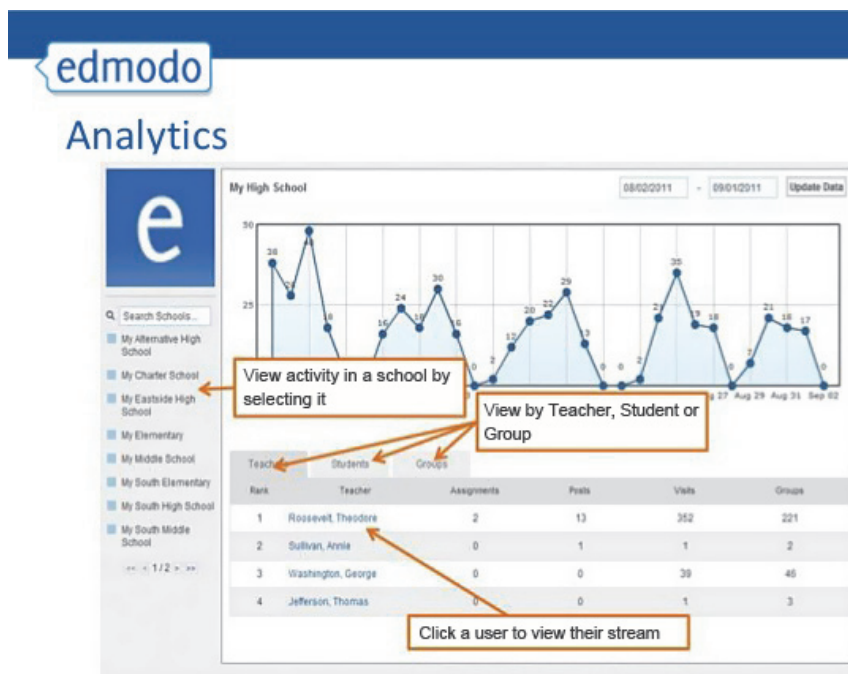 edmodo
Analytics
e
My High School
08/02/2011 - 09/01/2011 Update Data
50
25
38
18
16
24
18
30
16
0
2
12
20
22
29
13
0
0
2
21
35
19
18
0
7
21
18
17
0
27 Aug 29 Aug 31 Sep 02
Search Schools...
My Alternative High
School
My Charter School
My Eastside High
School
My Elementary
My Middle School
My South Elementary
My South High School
My South Middle
School
<< < 1 / 2 > >>
View activity in a school by
selecting it
View by Teacher, Student or
Group
Teach Students Groups
Rank Teacher Assignments Posts Visits Groups
1 Roosevelt, Theodore 2 13 352 221
2 Sullivan, Annie 0 1 1 2
3 Washington, George 0 0 39 46
4 Jefferson, Thomas 0 0 1 3
Click a user to view their stream